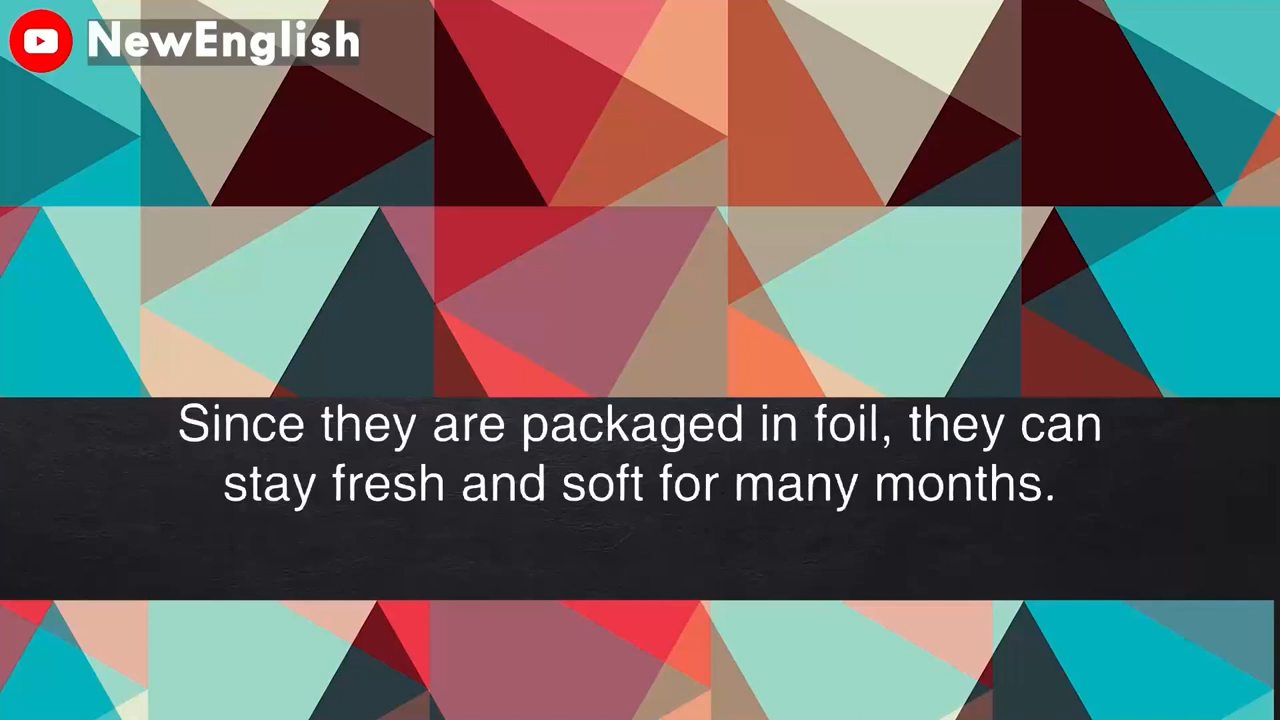 NewEnglish
Since they are packaged in foil, they can
stay fresh and soft for many months.